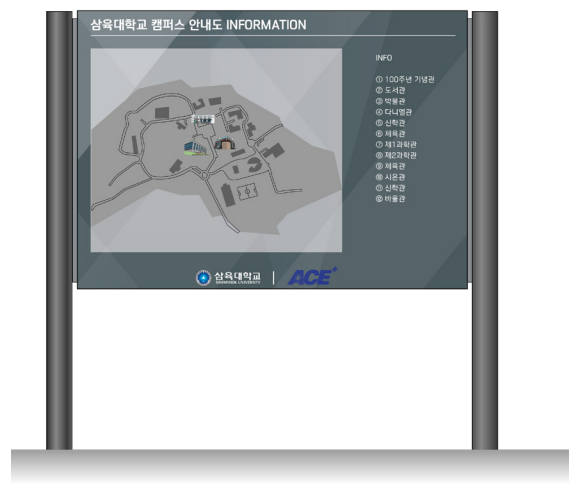 삼육대학교 캠퍼스 안내도 INFORMATION
INFO
① 100주년 기념관
② 도서관
③ 박물관
④ 다니엘관
⑤ 신학관
⑥ 체육관
⑦ 제1과학관
⑧ 제2과학관
⑨ 체육관
⑩ 시온관
⑪ 신학관
⑫ 바울관
삼육대학교
SAHMYOOK UNIVERSITY
ACE+